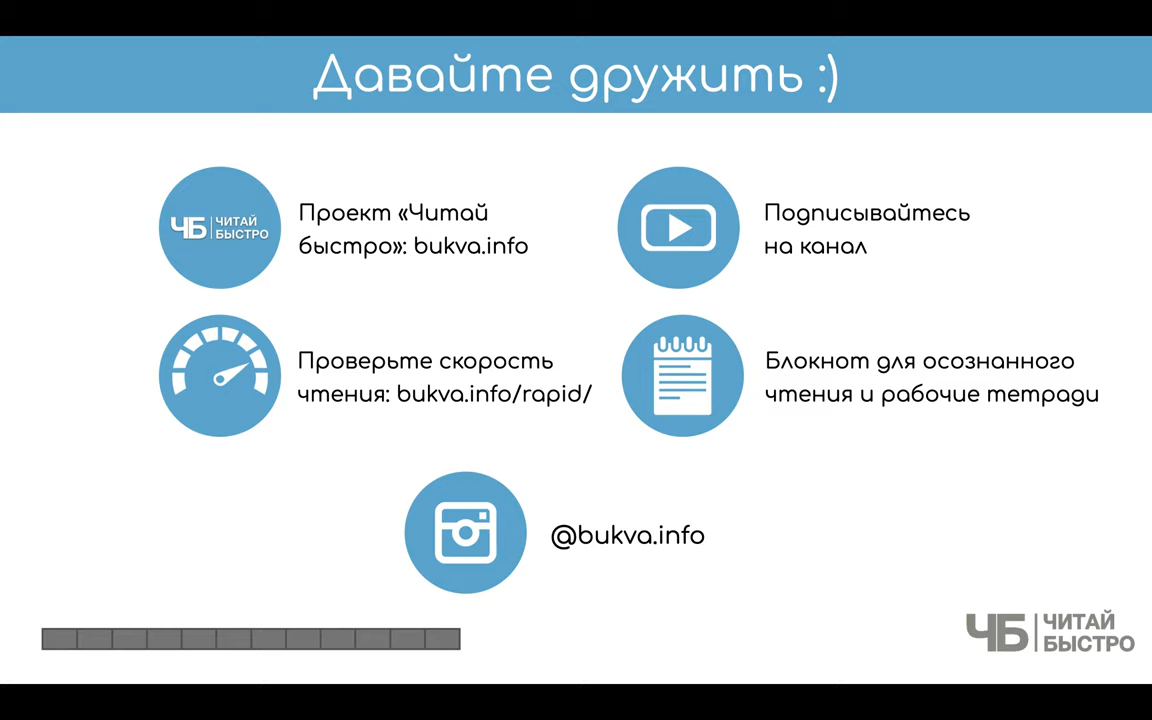 Давайте дружить :)
ЧБ ЧИТАЙ
БЫСТРО
Проект «Читай
быстро»: bukva.info
Подписывайтесь
на канал
Проверьте скорость
чтения: bukva.info/rapid/
Блокнот для осознанного
чтения и рабочие тетради
@bukva.info
ЧБ ЧИТАЙ
БЫСТРО